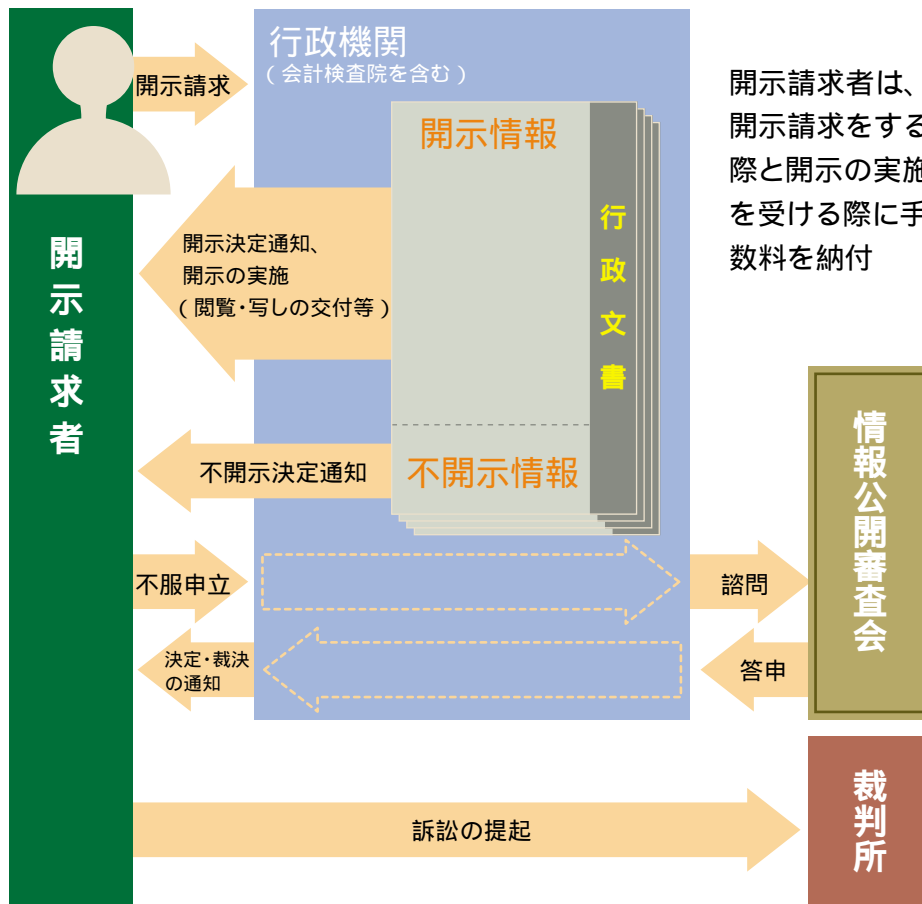 開示請求
行政機関
(会計検査院を含む)
開示請求者は、
開示請求をする
際と開示の実施
を受ける際に手
数料を納付
開示情報
行政文書
開示請求者
開示決定通知、
開示の実施
(閲覧・写しの交付等)
不開示決定通知
不開示情報
情報公開審査会
不服申立
諮問
決定・裁決
の通知
答申
訴訟の提起
裁判所